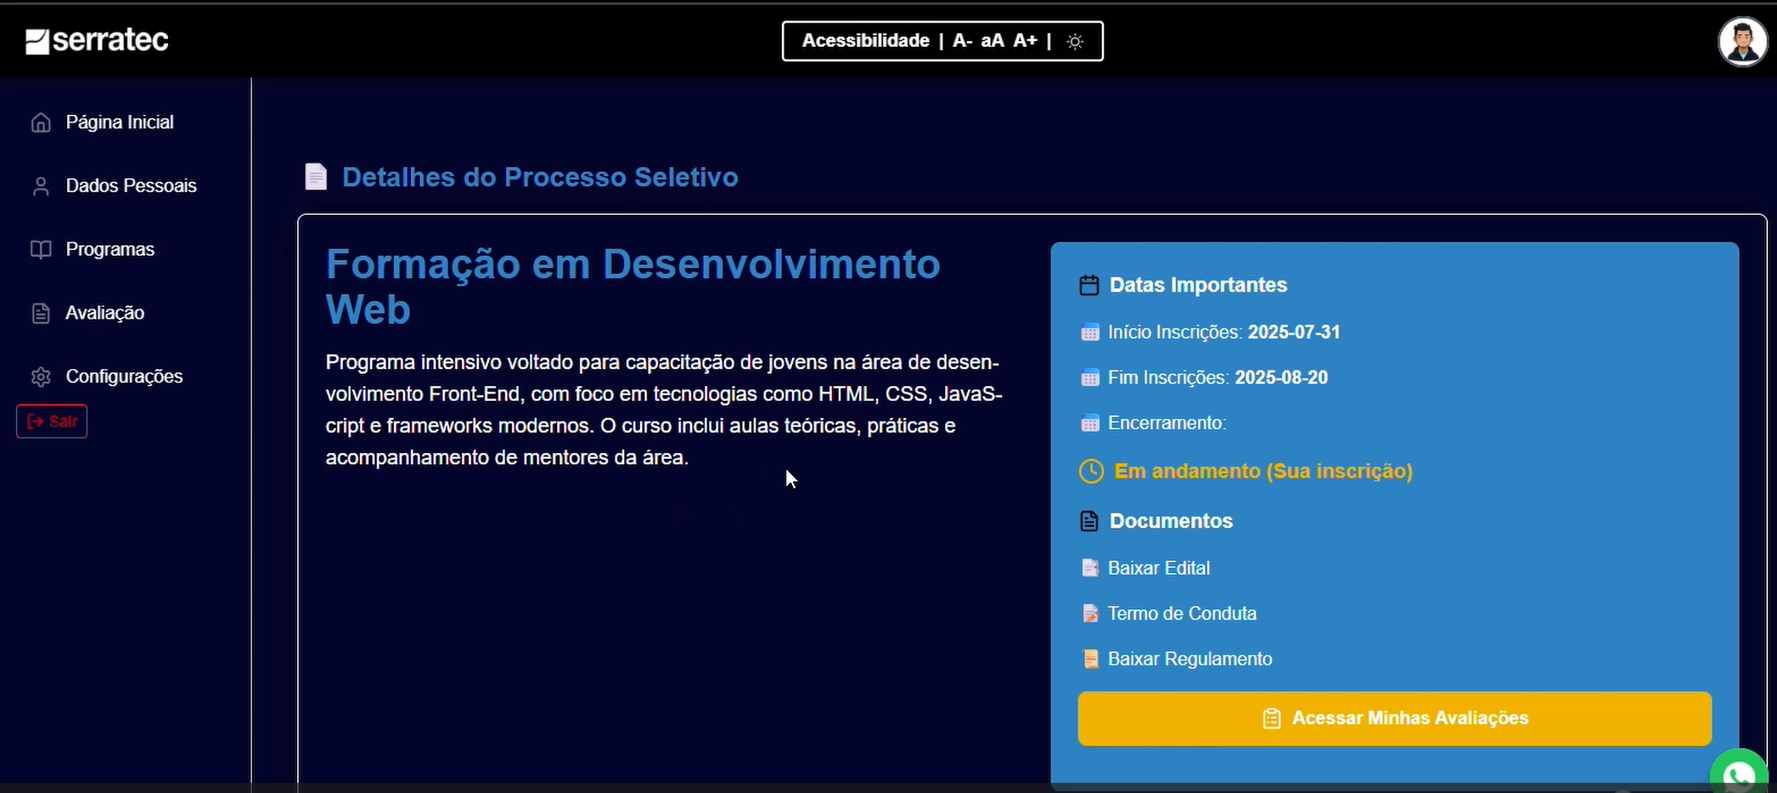 serratec
Acessibilidade | A- aA A+ |
Página Inicial
Dados Pessoais
Programas
Avaliação
Configurações
Sair
Detalhes do Processo Seletivo
Formação em Desenvolvimento
Web
Programa intensivo voltado para capacitação de jovens na área de desen-
volvimento Front-End, com foco em tecnologias como HTML, CSS, JavaS-
cript e frameworks modernos. O curso inclui aulas teóricas, práticas e
acompanhamento de mentores da área.
Datas Importantes
Início Inscrições: 2025-07-31
Fim Inscrições: 2025-08-20
Encerramento:
Em andamento (Sua inscrição)
Documentos
Baixar Edital
Termo de Conduta
Baixar Regulamento
Acessar Minhas Avaliações